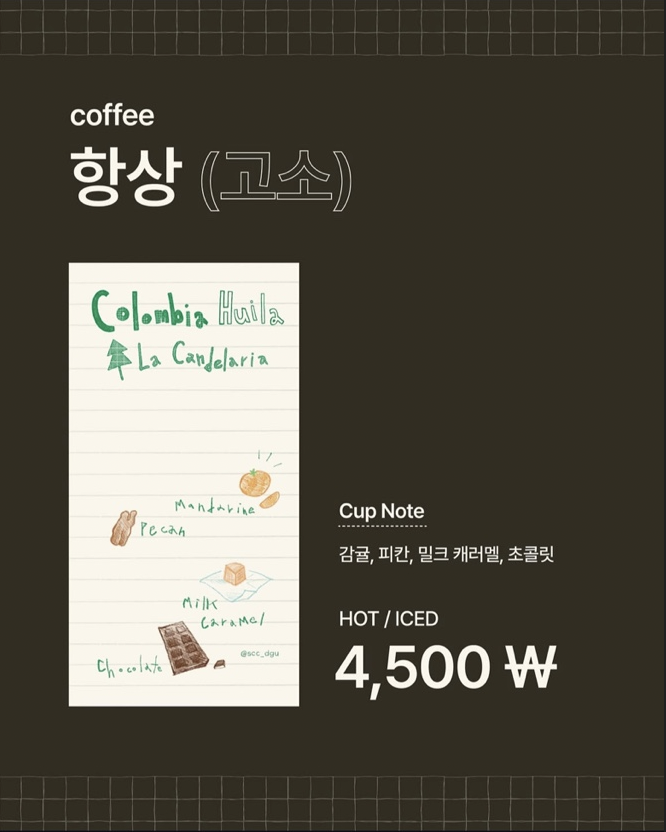 coffee
항상 (고소)
Colombia Huila
La Candelaria
Mandarine
Pecan
Milk
Caramel
Chocolate
@scc_dgu
Cup Note
감귤, 피칸, 밀크 캐러멜, 초콜릿
HOT / ICED
4,500 ₩